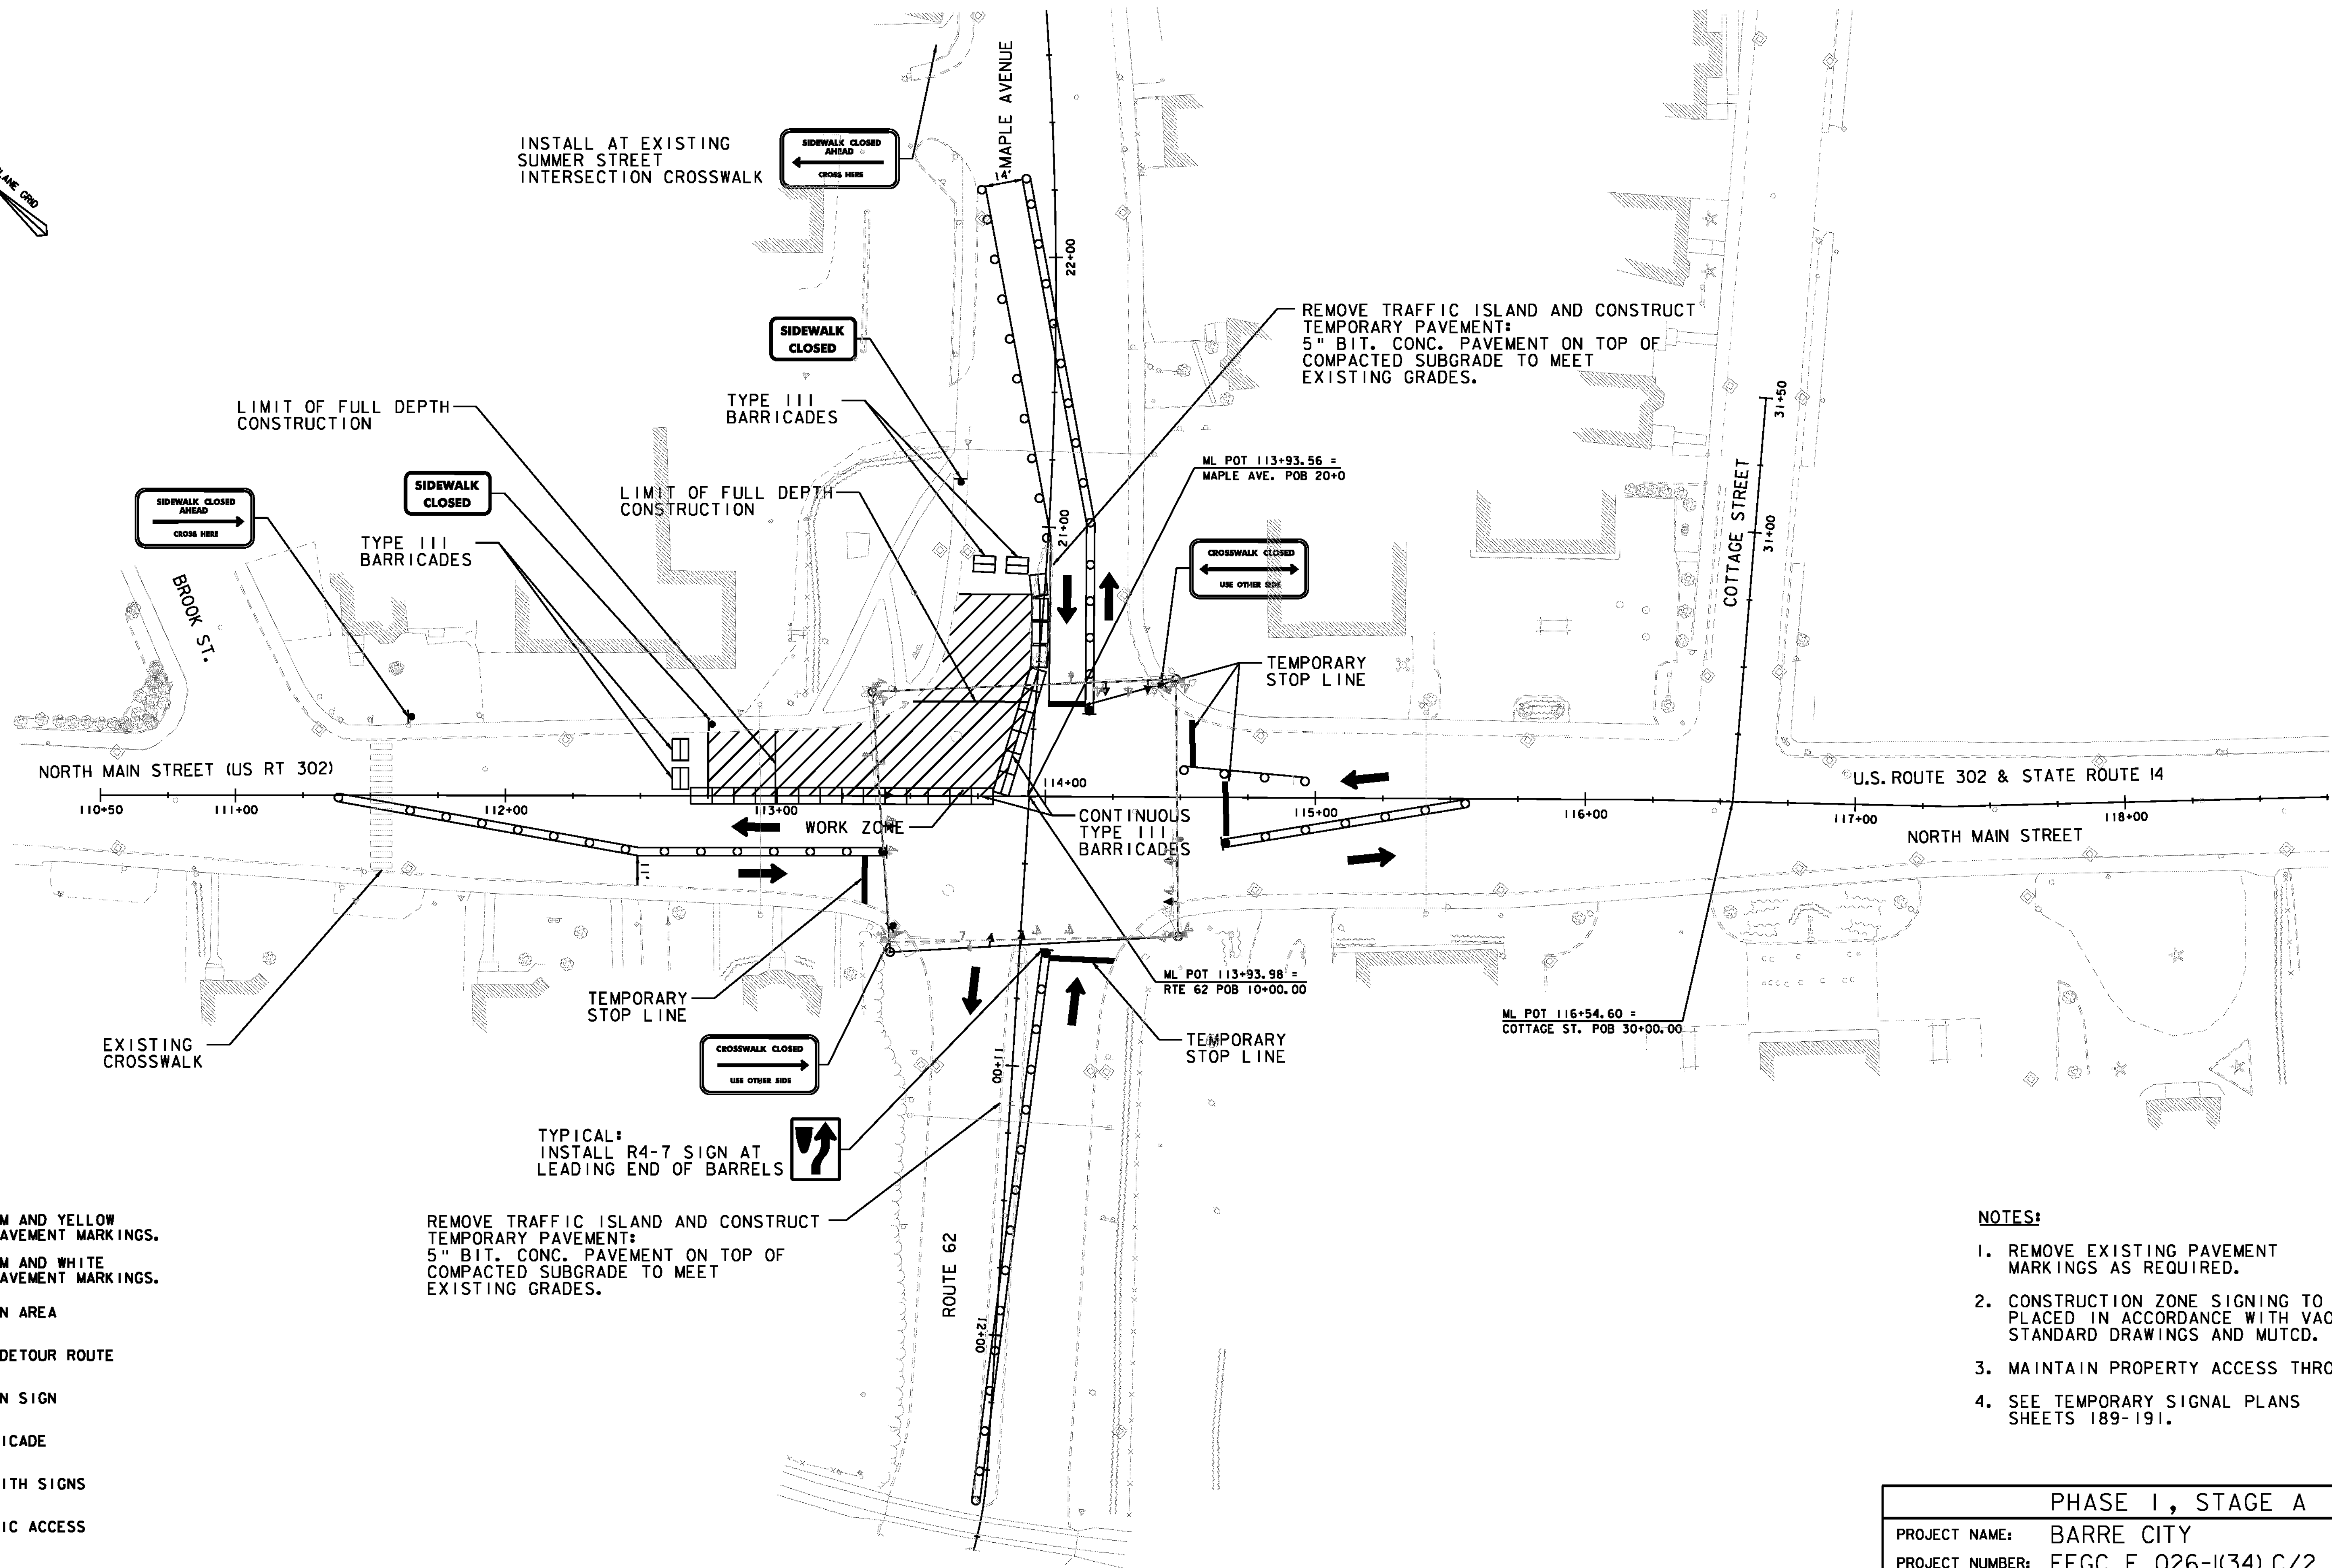 LANE GRID
MAPLE AVENUE
INSTALL AT EXISTING
SUMMER STREET
INTERSECTION CROSSWALK
SIDEWALK CLOSED
AHEAD
CROSS HERE
14'
22+00
SIDEWALK
CLOSED
REMOVE TRAFFIC ISLAND AND CONSTRUCT
TEMPORARY PAVEMENT:
5" BIT. CONC. PAVEMENT ON TOP OF
COMPACTED SUBGRADE TO MEET
EXISTING GRADES.
TYPE III
BARRICADES
LIMIT OF FULL DEPTH
CONSTRUCTION
31+50
ML POT 113+93.56 =
MAPLE AVE. POB 20+0
SIDEWALK
CLOSED
LIMIT OF FULL DEPTH
CONSTRUCTION
SIDEWALK CLOSED
AHEAD
CROSS HERE
COTTAGE STREET
31+00
21+00
TYPE III
BARRICADES
CROSSWALK CLOSED
USE OTHER SIDE
BROOK ST.
TEMPORARY
STOP LINE
NORTH MAIN STREET (US RT 302)
U.S. ROUTE 302 & STATE ROUTE 14
110+50
111+00
112+00
113+00
114+00
115+00
116+00
117+00
118+00
WORK ZONE
CONTINUOUS
TYPE III
BARRICADES
NORTH MAIN STREET
11'
ML POT 113+93.98 =
RTE 62 POB 10+00.00
TEMPORARY
STOP LINE
ML POT 116+54.60 =
COTTAGE ST. POB 30+00.00
EXISTING
CROSSWALK
TEMPORARY
STOP LINE
CROSSWALK CLOSED
USE OTHER SIDE
11+00
TYPICAL:
INSTALL R4-7 SIGN AT
LEADING END OF BARRELS
REMOVE TRAFFIC ISLAND AND CONSTRUCT
TEMPORARY PAVEMENT:
5" BIT. CONC. PAVEMENT ON TOP OF
COMPACTED SUBGRADE TO MEET
EXISTING GRADES.
ROUTE 62
12+00
M AND YELLOW
AVEMENT MARKINGS.
M AND WHITE
AVEMENT MARKINGS.
N AREA
DETOUR ROUTE
N SIGN
ICADE
ITH SIGNS
IC ACCESS
NOTES:
1. REMOVE EXISTING PAVEMENT
MARKINGS AS REQUIRED.
2. CONSTRUCTION ZONE SIGNING TO
PLACED IN ACCORDANCE WITH VAO
STANDARD DRAWINGS AND MUTCD.
3. MAINTAIN PROPERTY ACCESS THRO
4. SEE TEMPORARY SIGNAL PLANS
SHEETS 189-191.
PHASE 1, STAGE A
PROJECT NAME: BARRE CITY
PROJECT NUMBER: FEGC F 026-1(34) C/2